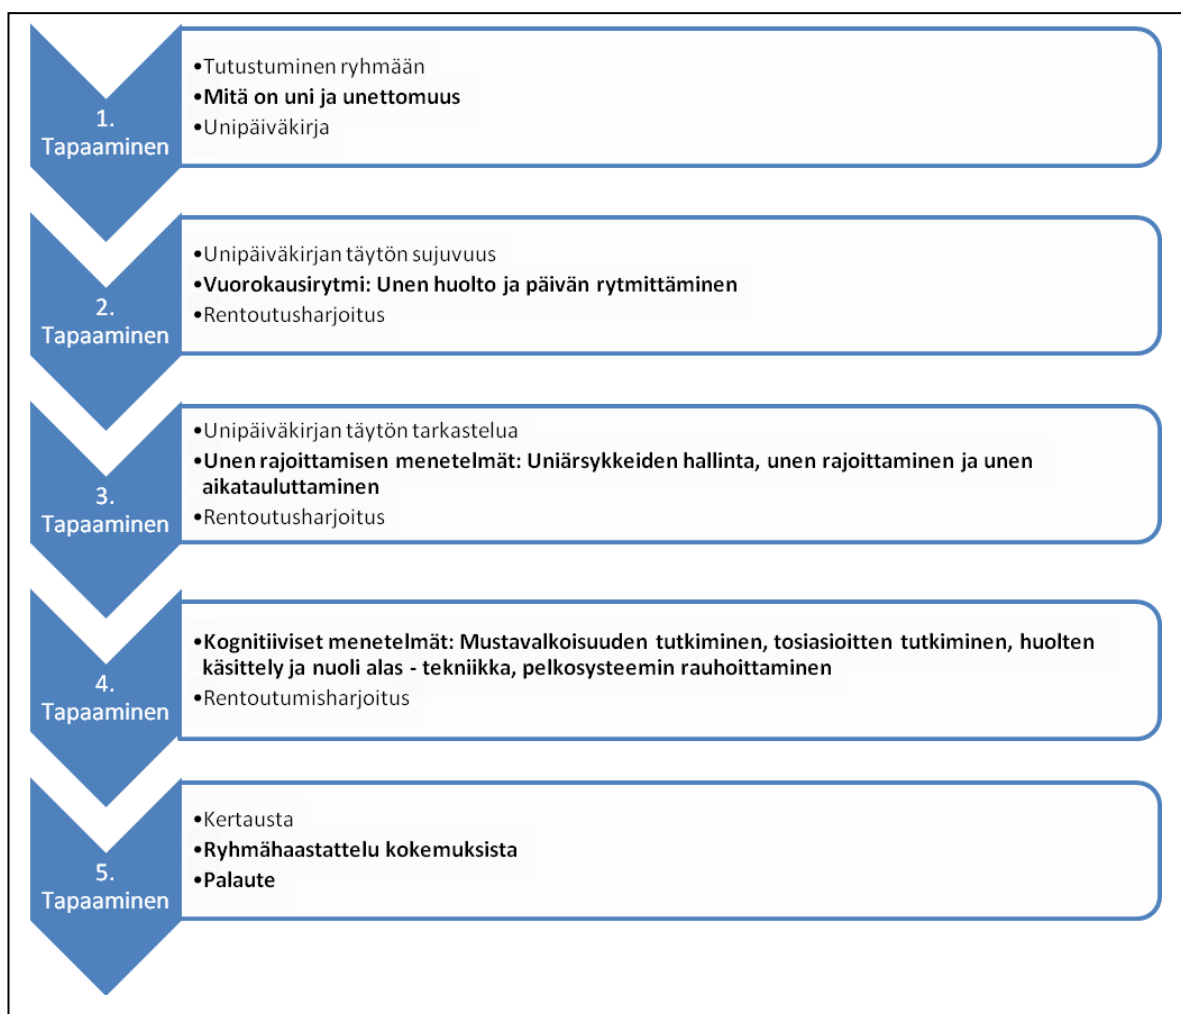 1.
Tapaaminen
•Tutustuminen ryhmään
•Mitä on uni ja unettomuus
•Unipäiväkirja
2.
Tapaaminen
•Unipäiväkirjan täytön sujuvuus
•Vuorokausirytmi: Unen huolto ja päivän rytmittäminen
•Rentoutusharjoitus
3.
Tapaaminen
•Unipäiväkirjan täytön tarkastelua
•Unen rajoittamisen menetelmät: Uniärsykkeiden hallinta, unen rajoittaminen ja unen
aikatauluttaminen
•Rentoutusharjoitus
4.
Tapaaminen
•Kognitiiviset menetelmät: Mustavalkoisuuden tutkiminen, tosiasioitten tutkiminen, huolten
käsittely ja nuoli alas - tekniikka, pelkosysteemin rauhoittaminen
•Rentoutumisharjoitus
5.
Tapaaminen
•Kertausta
•Ryhmähaastattelu kokemuksista
•Palaute